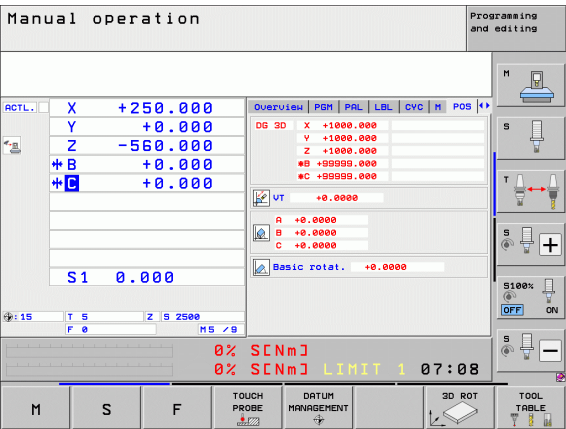 Manual operation
Programming
and editing
ACTL. X +250.000
Y +0.000
Z -560.000
B +0.000
C +0.000
S1 0.000
:15 T 5 Z S 2500
F 0 M5 /9
Overview PGM PAL LBL CYC M POS
DG 3D X +1000.000
Y +1000.000
Z +1000.000
*B +99999.000
*C +99999.000
VT +0.0000
A +0.0000
B +0.0000
C +0.0000
Basic rotat. +0.0000
0% S[Nm]
0% S[Nm] LIMIT 1 07:08
M
S
T
S
S100%
OFF ON
S
M
S
F
TOUCH
PROBE
DATUM
MANAGEMENT
3D ROT
TOOL
TABLE